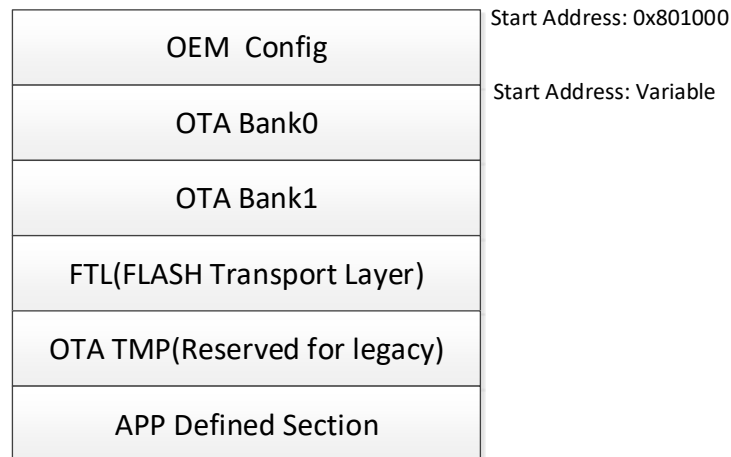 Start Address: 0x801000
OEM  Config
Start Address: Variable
OTA Bank0
OTA Bank1
FTL(FLASH Transport Layer)
OTA TMP(Reserved for legacy)
APP Defined Section